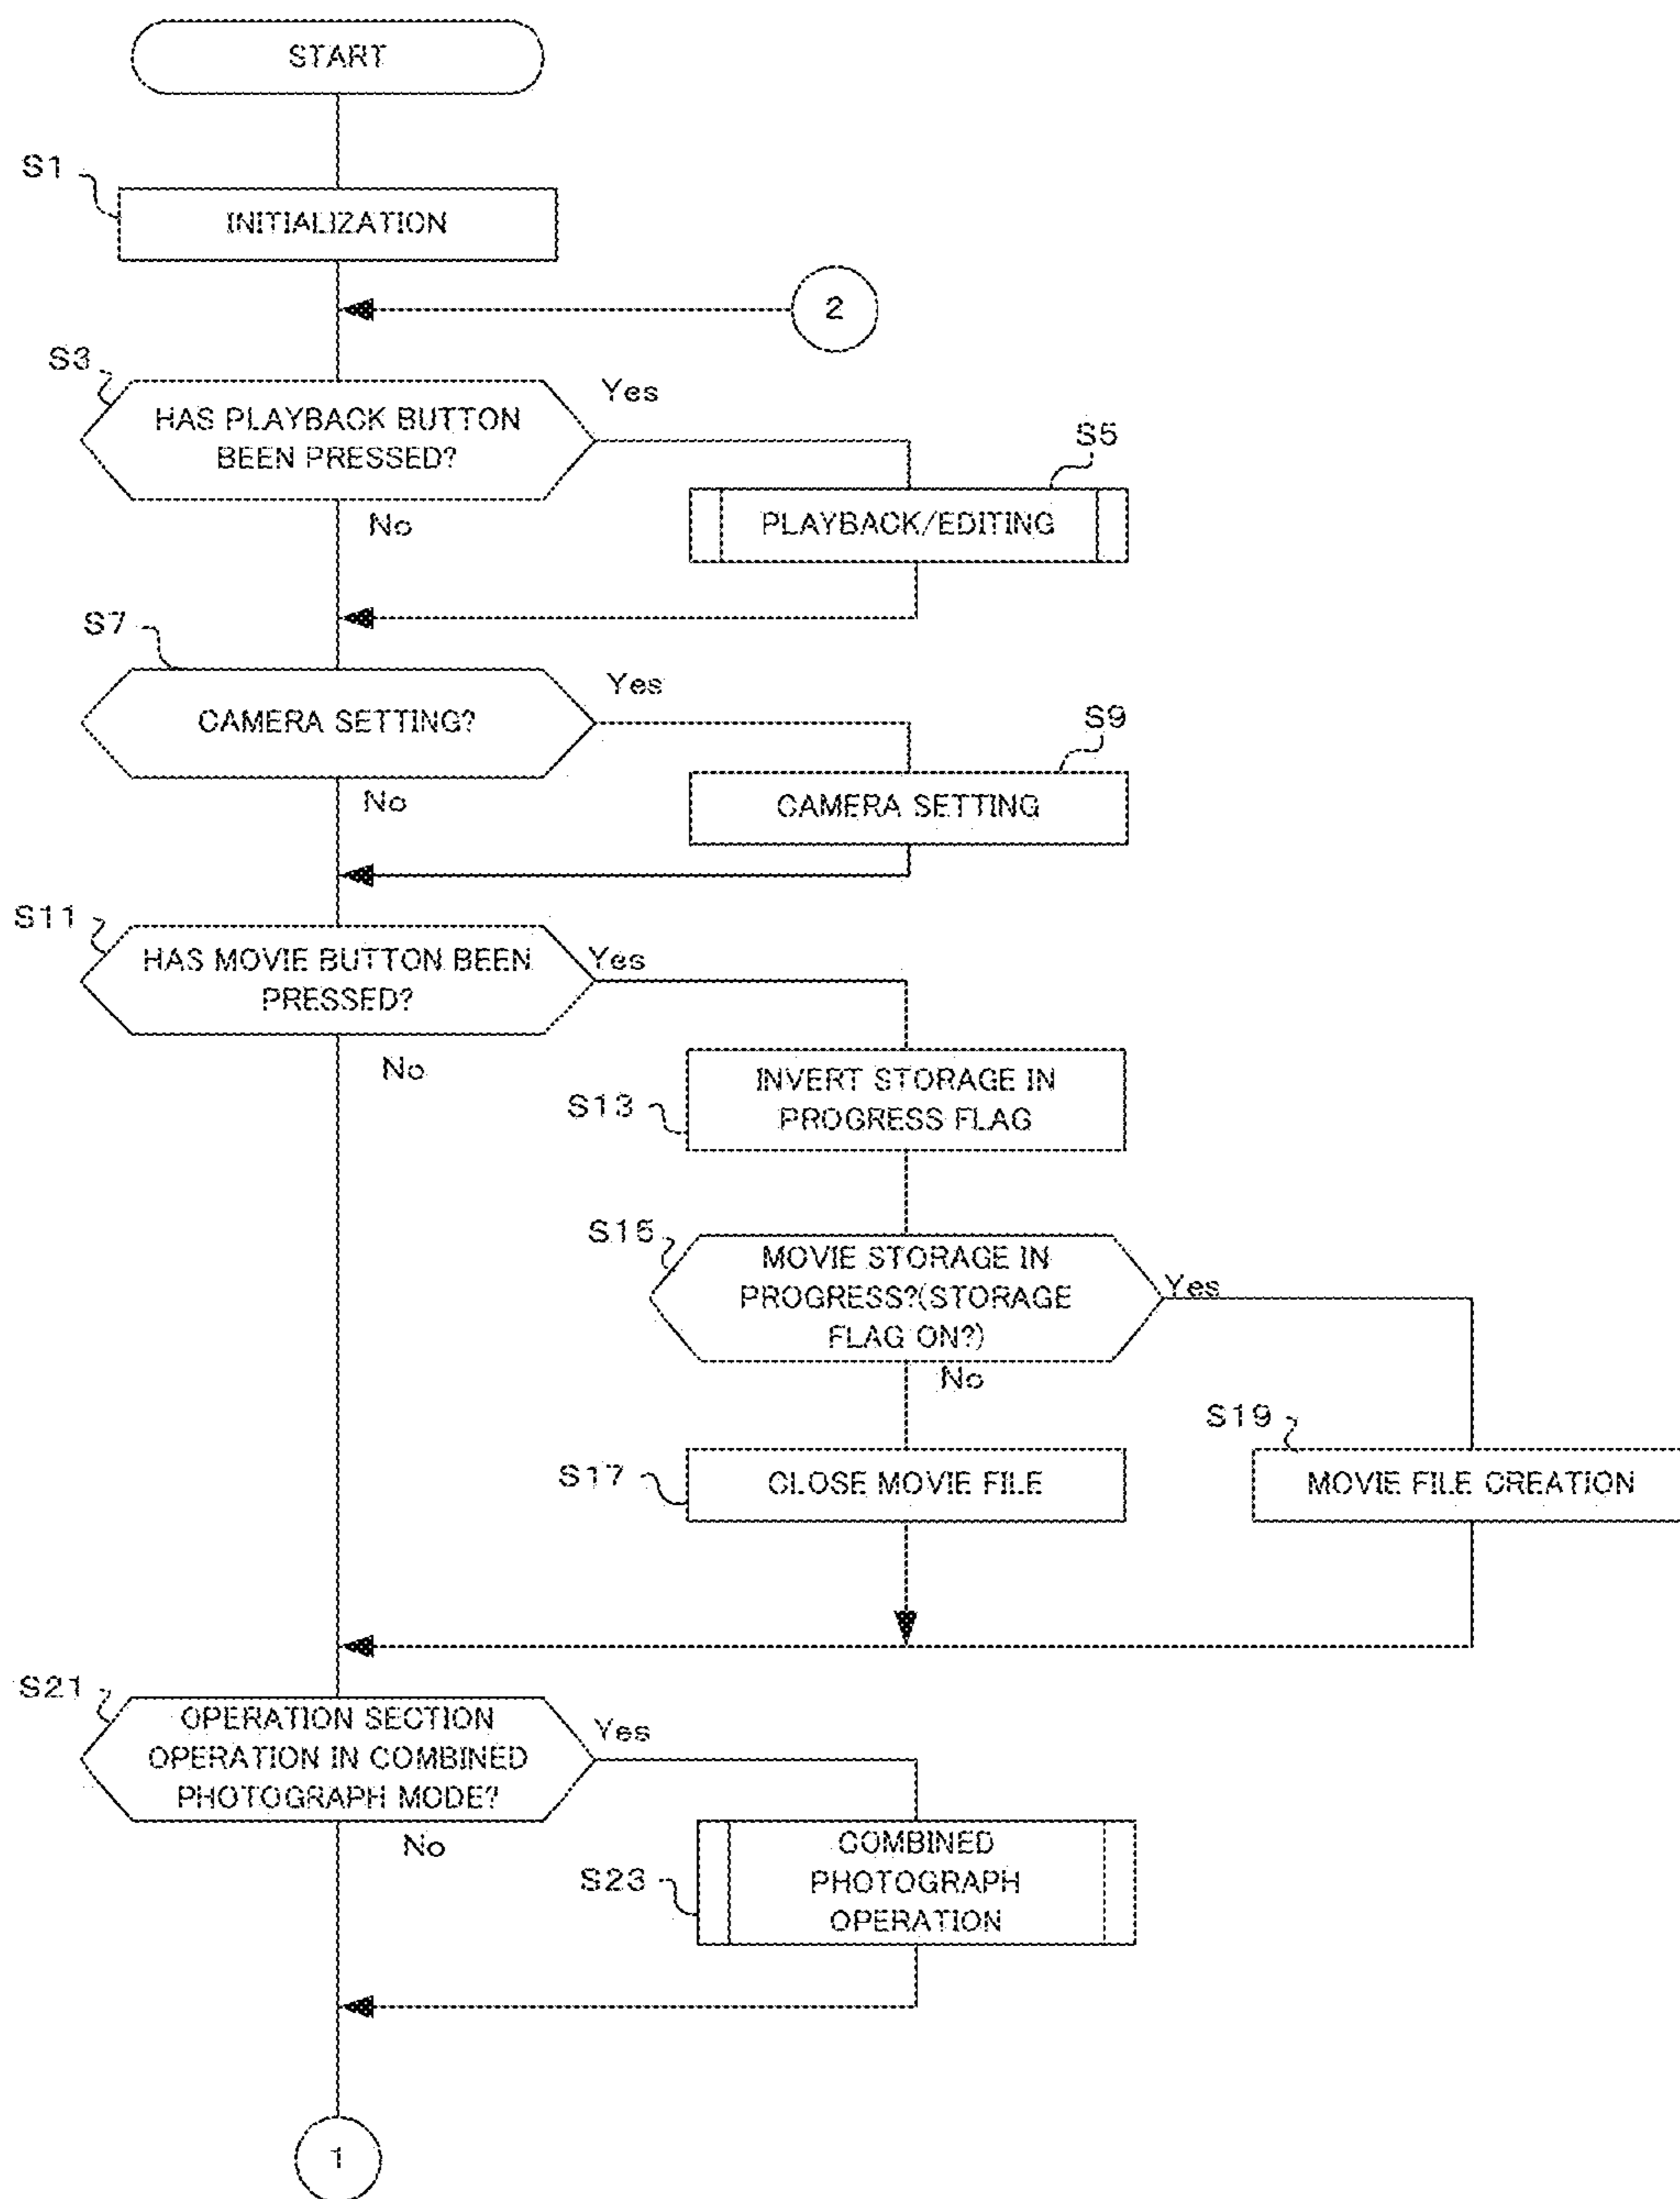 START
S1
INITIALIZATION
2
S3
HAS PLAYBACK BUTTON
BEEN PRESSED?
Yes
No
S5
PLAYBACK/EDITING
S7
CAMERA SETTING?
Yes
No
S9
CAMERA SETTING
S11
HAS MOVIE BUTTON BEEN
PRESSED?
Yes
No
S13
INVERT STORAGE IN
PROGRESS FLAG
S15
MOVIE STORAGE IN
PROGRESS?(STORAGE
FLAG ON?)
Yes
No
S17
CLOSE MOVIE FILE
S19
MOVIE FILE CREATION
S21
OPERATION SECTION
OPERATION IN COMBINED
PHOTOGRAPH MODE?
Yes
No
S23
COMBINED
PHOTOGRAPH
OPERATION
1